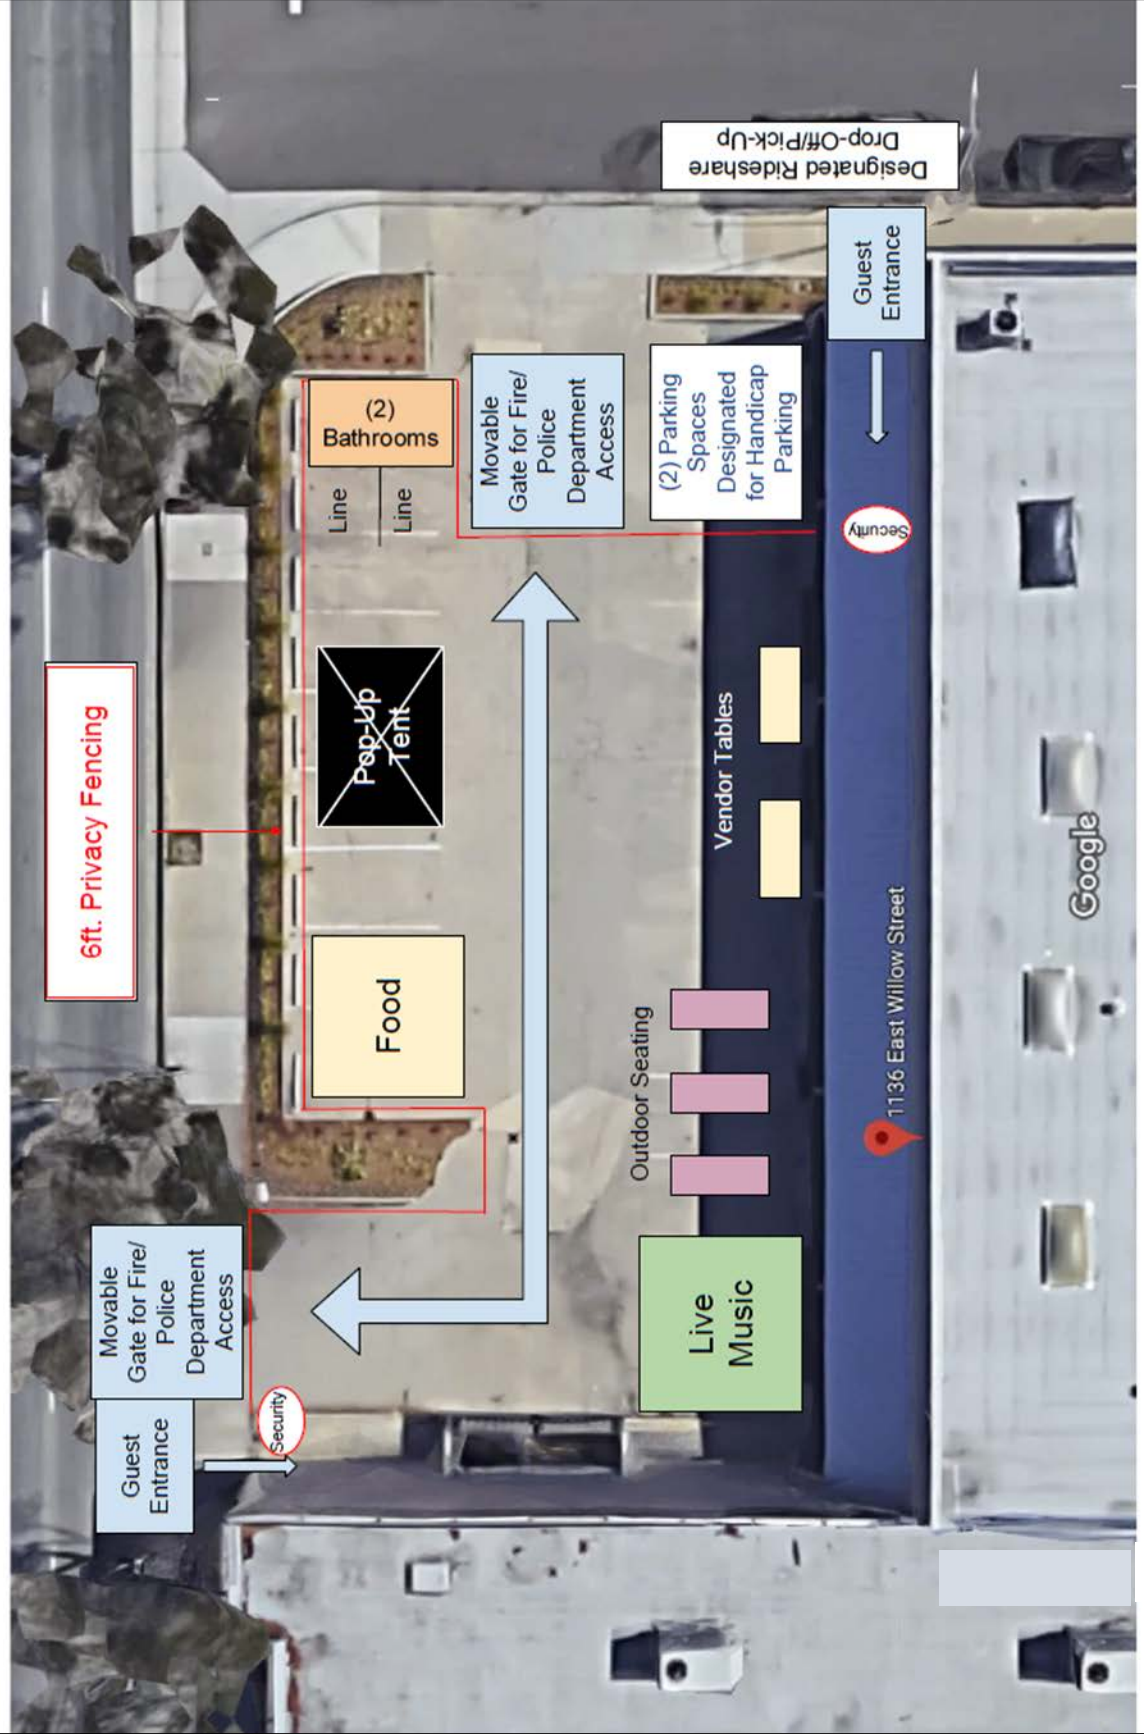 Designated Rideshare
Drop-Off/Pick-Up
Guest
Entrance
(2)
Bathrooms
Line
Line
Movable
Gate for Fire/
Police
Department
Access
(2) Parking
Spaces
Designated
for Handicap
Parking
Security
6ft. Privacy Fencing
Pop-Up
Tent
Vendor Tables
Food
Outdoor Seating
1136 East Willow Street
Google
Movable
Gate for Fire/
Police
Department
Access
Live
Music
Guest
Entrance
Security